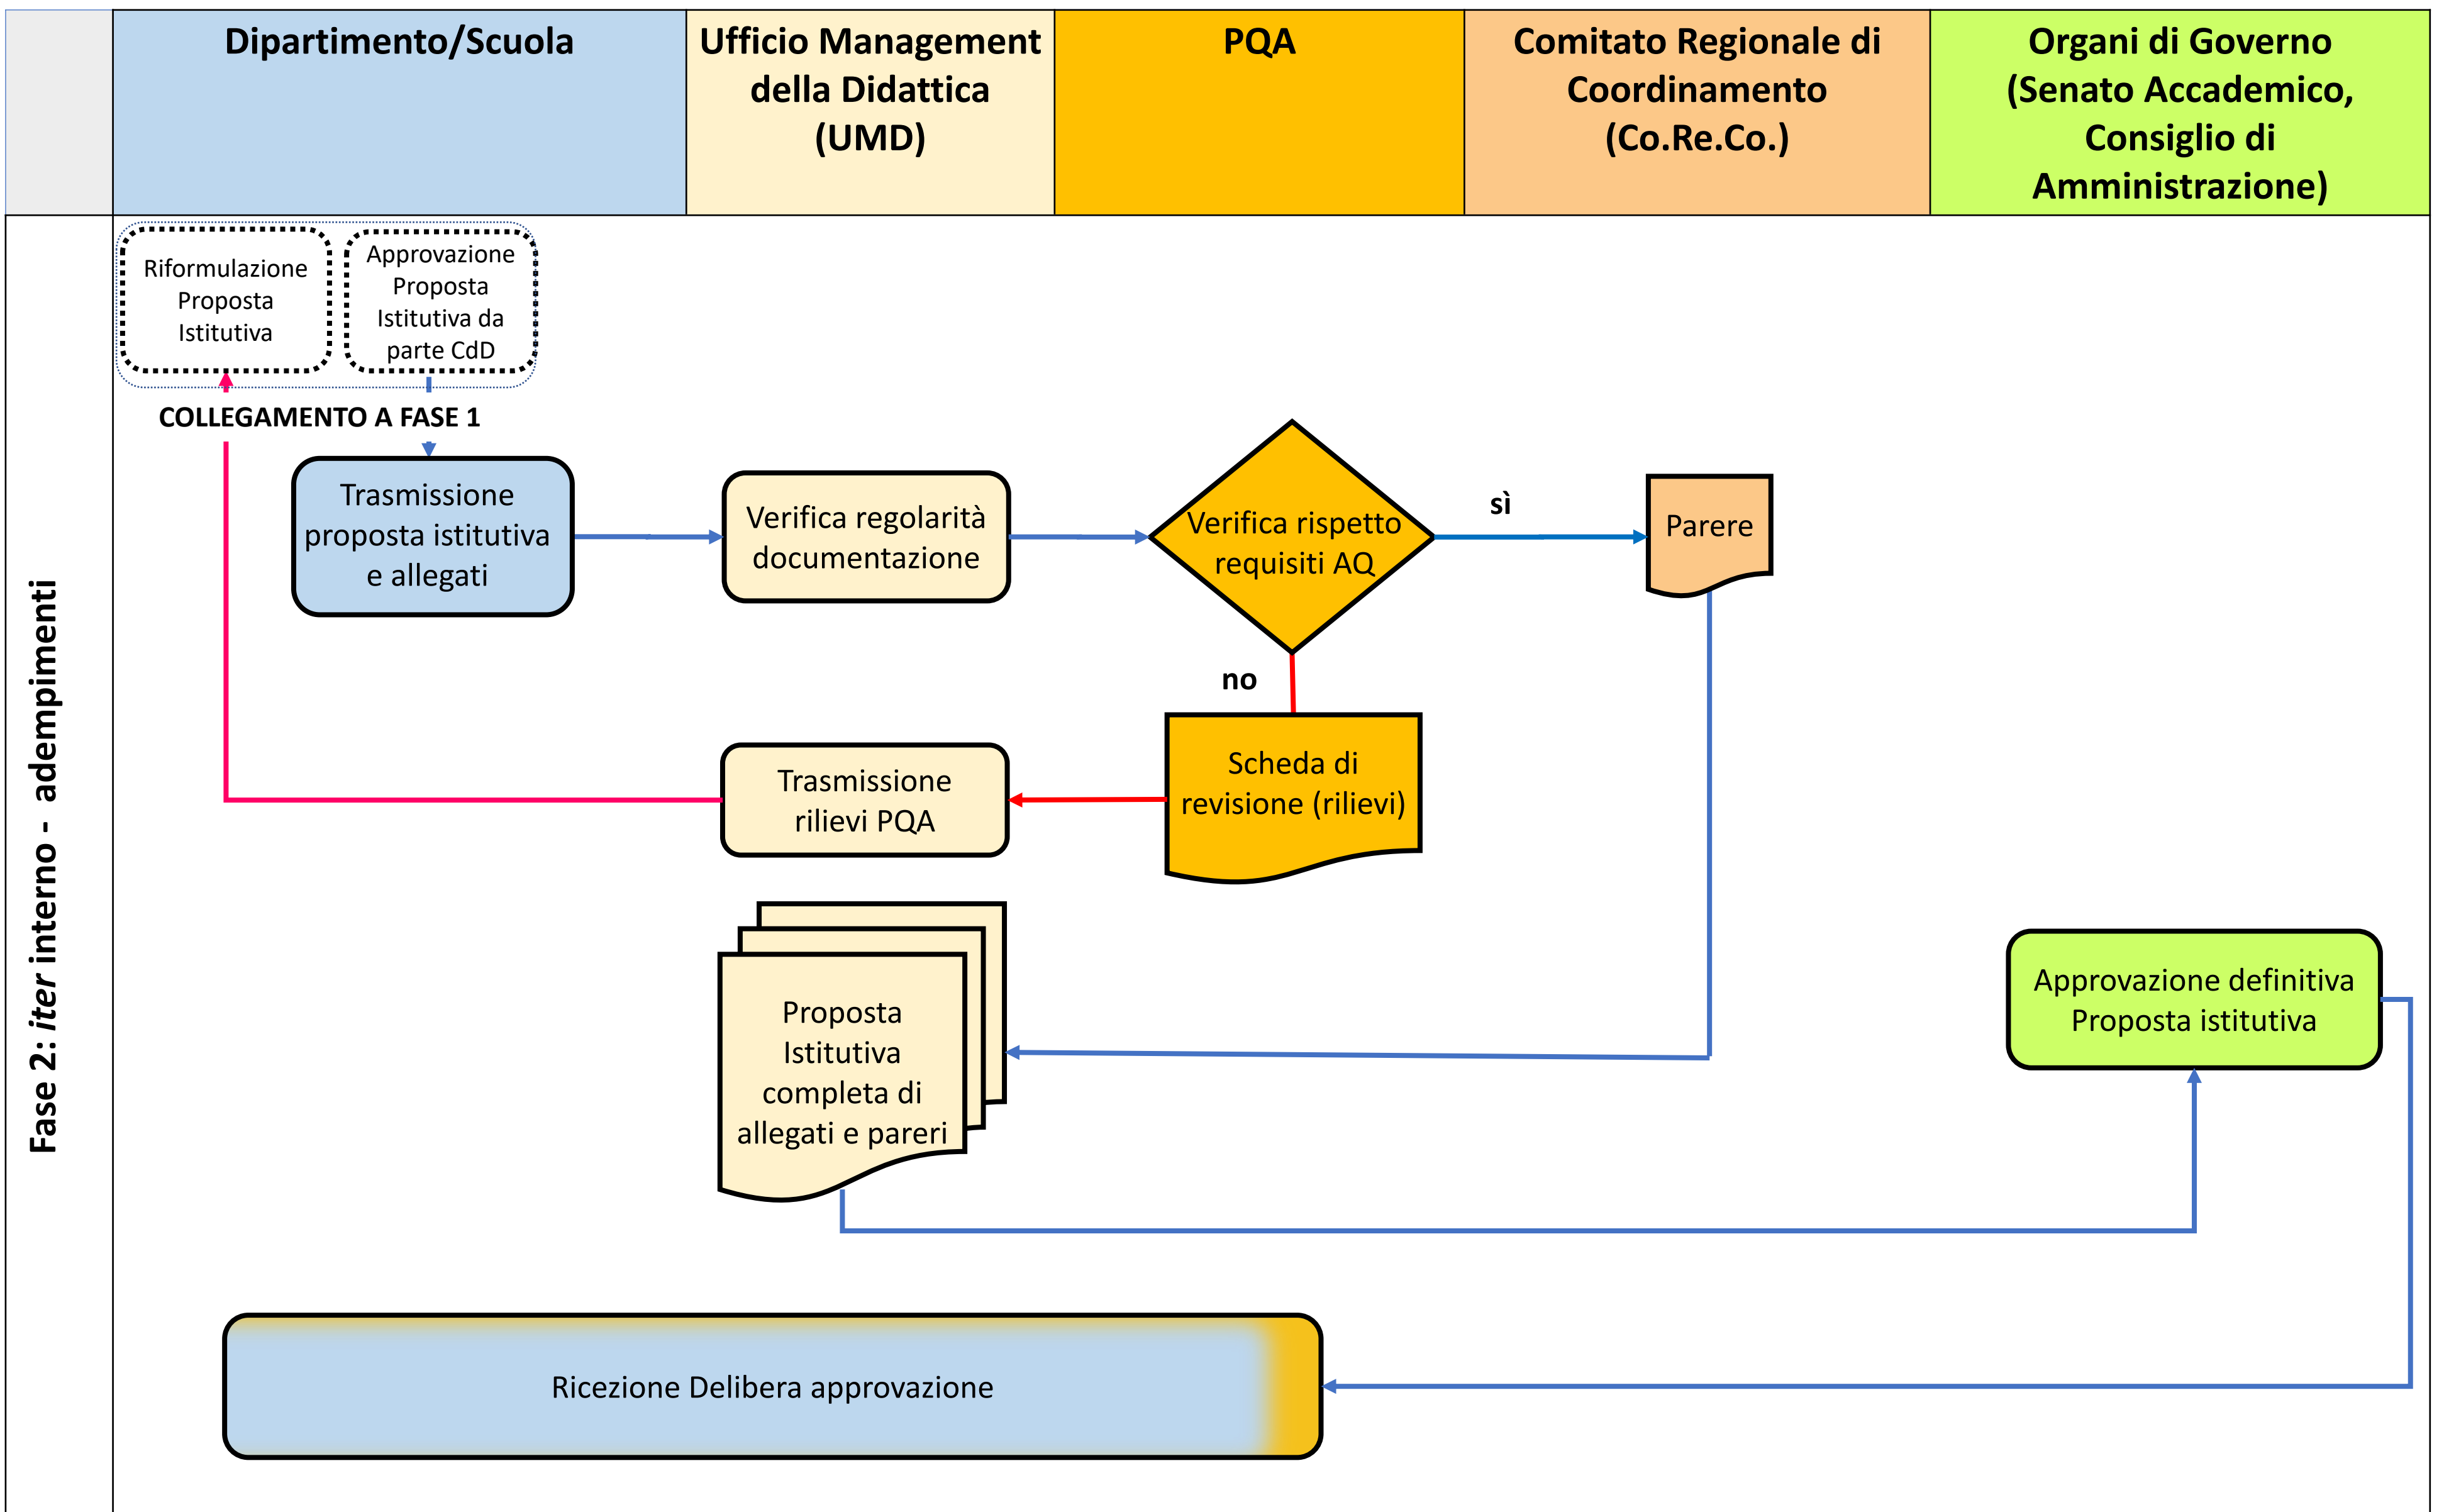 Dipartimento/Scuola
Ufficio Management
della Didattica
(UMD)
PQA
Comitato Regionale di
Coordinamento
(Co.Re.Co.)
Organi di Governo
(Senato Accademico,
Consiglio di
Amministrazione)
Fase 2: iter interno - adempimenti
Riformulazione
Proposta
Istitutiva
Approvazione
Proposta
Istitutiva da
parte CdD
COLLEGAMENTO A FASE 1
Trasmissione
proposta istitutiva
e allegati
Verifica regolarità
documentazione
Verifica rispetto
requisiti AQ
sì
Parere
no
Trasmissione
rilievi PQA
Scheda di
revisione (rilievi)
Proposta
Istitutiva
completa di
allegati e pareri
Approvazione definitiva
Proposta istitutiva
Ricezione Delibera approvazione